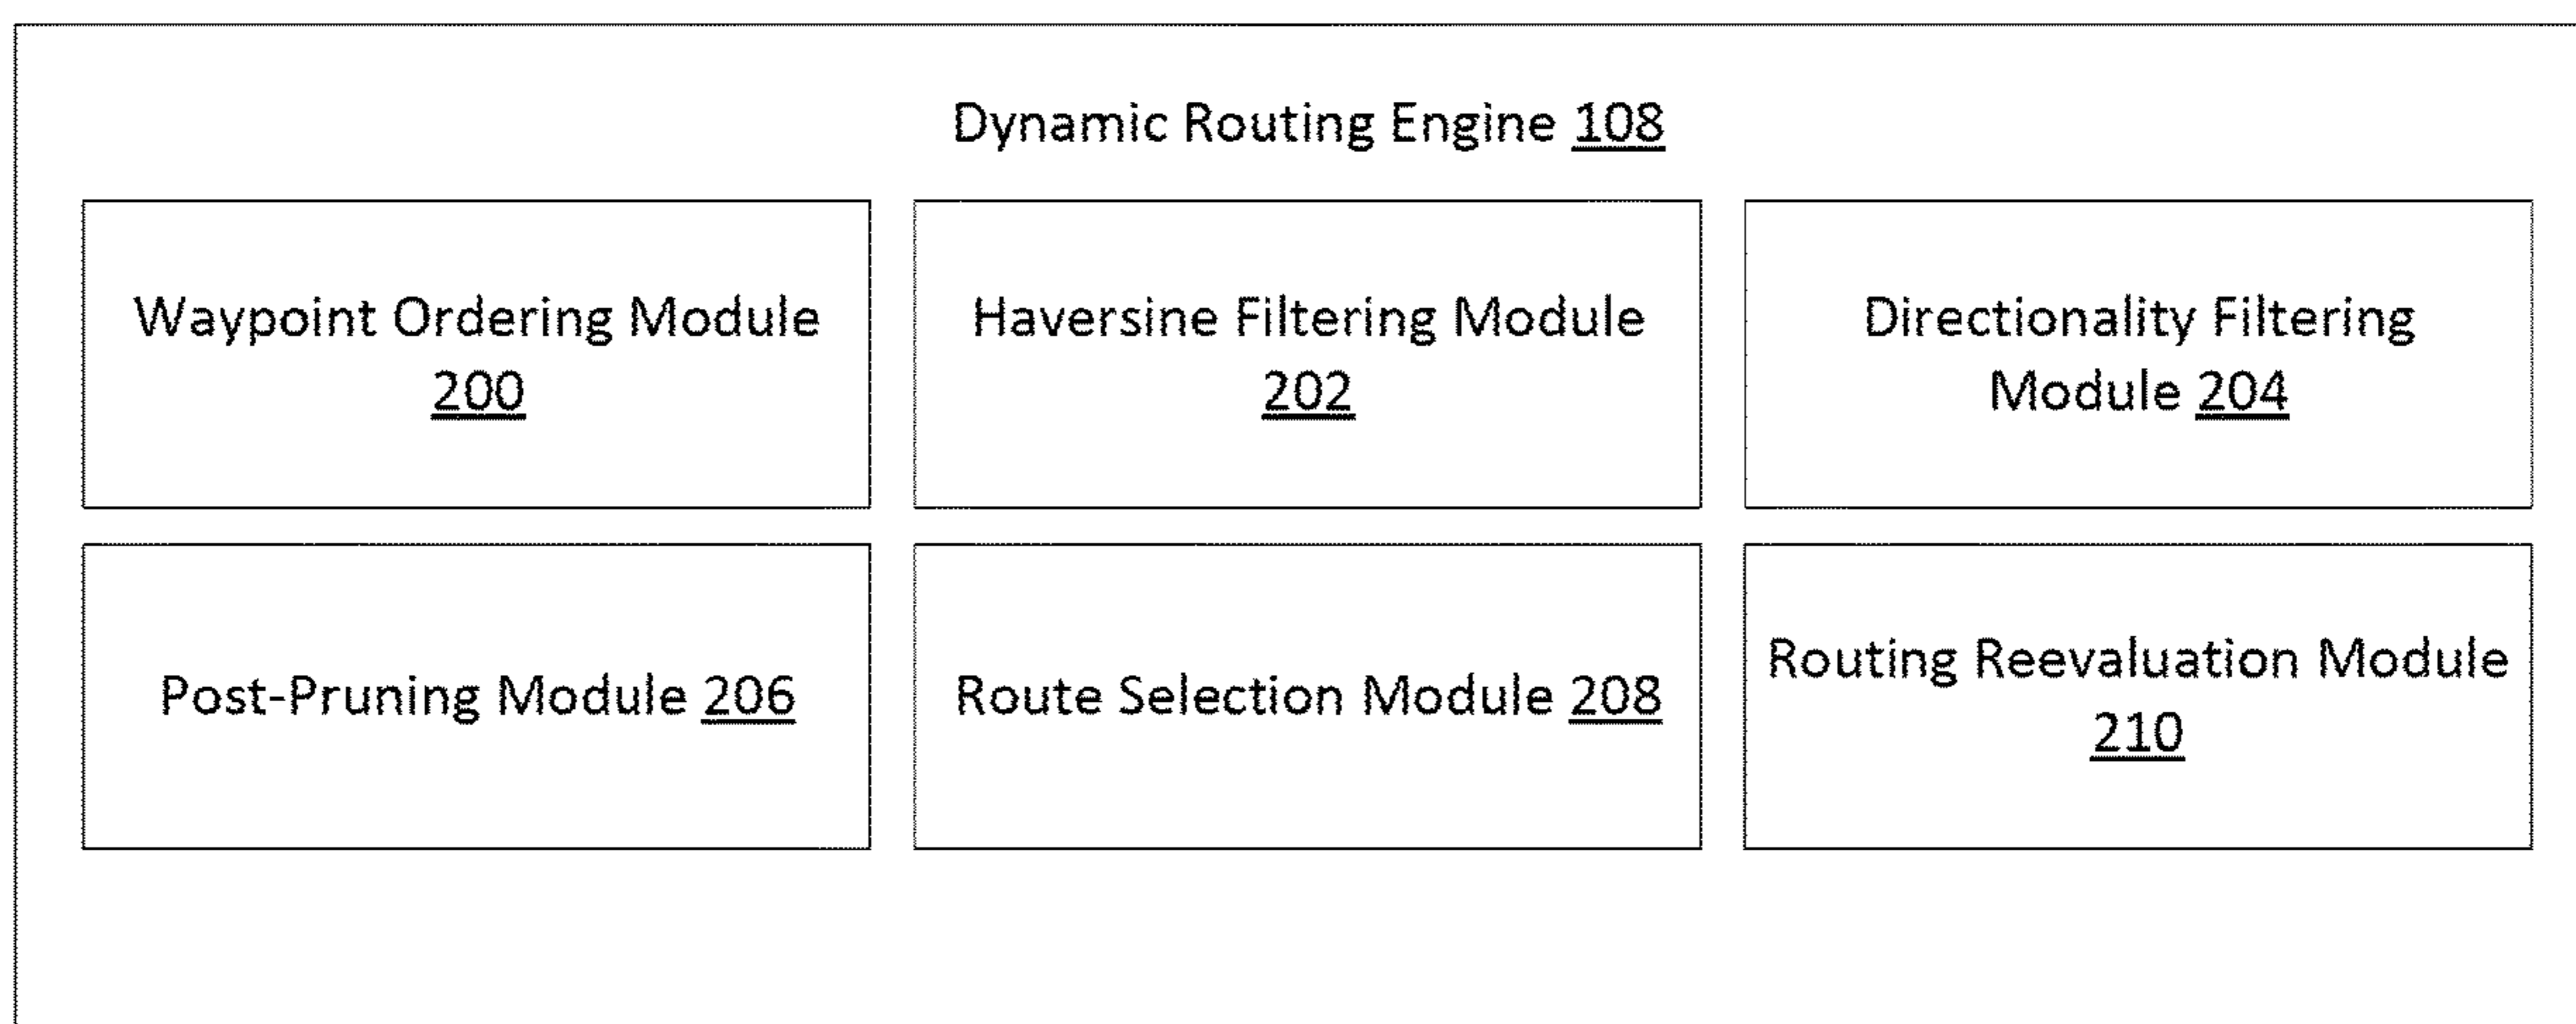 Dynamic Routing Engine 108
Waypoint Ordering Module
200
Haversine Filtering Module
202
Directionality Filtering
Module 204
Post-Pruning Module 206
Route Selection Module 208
Routing Reevaluation Module
210